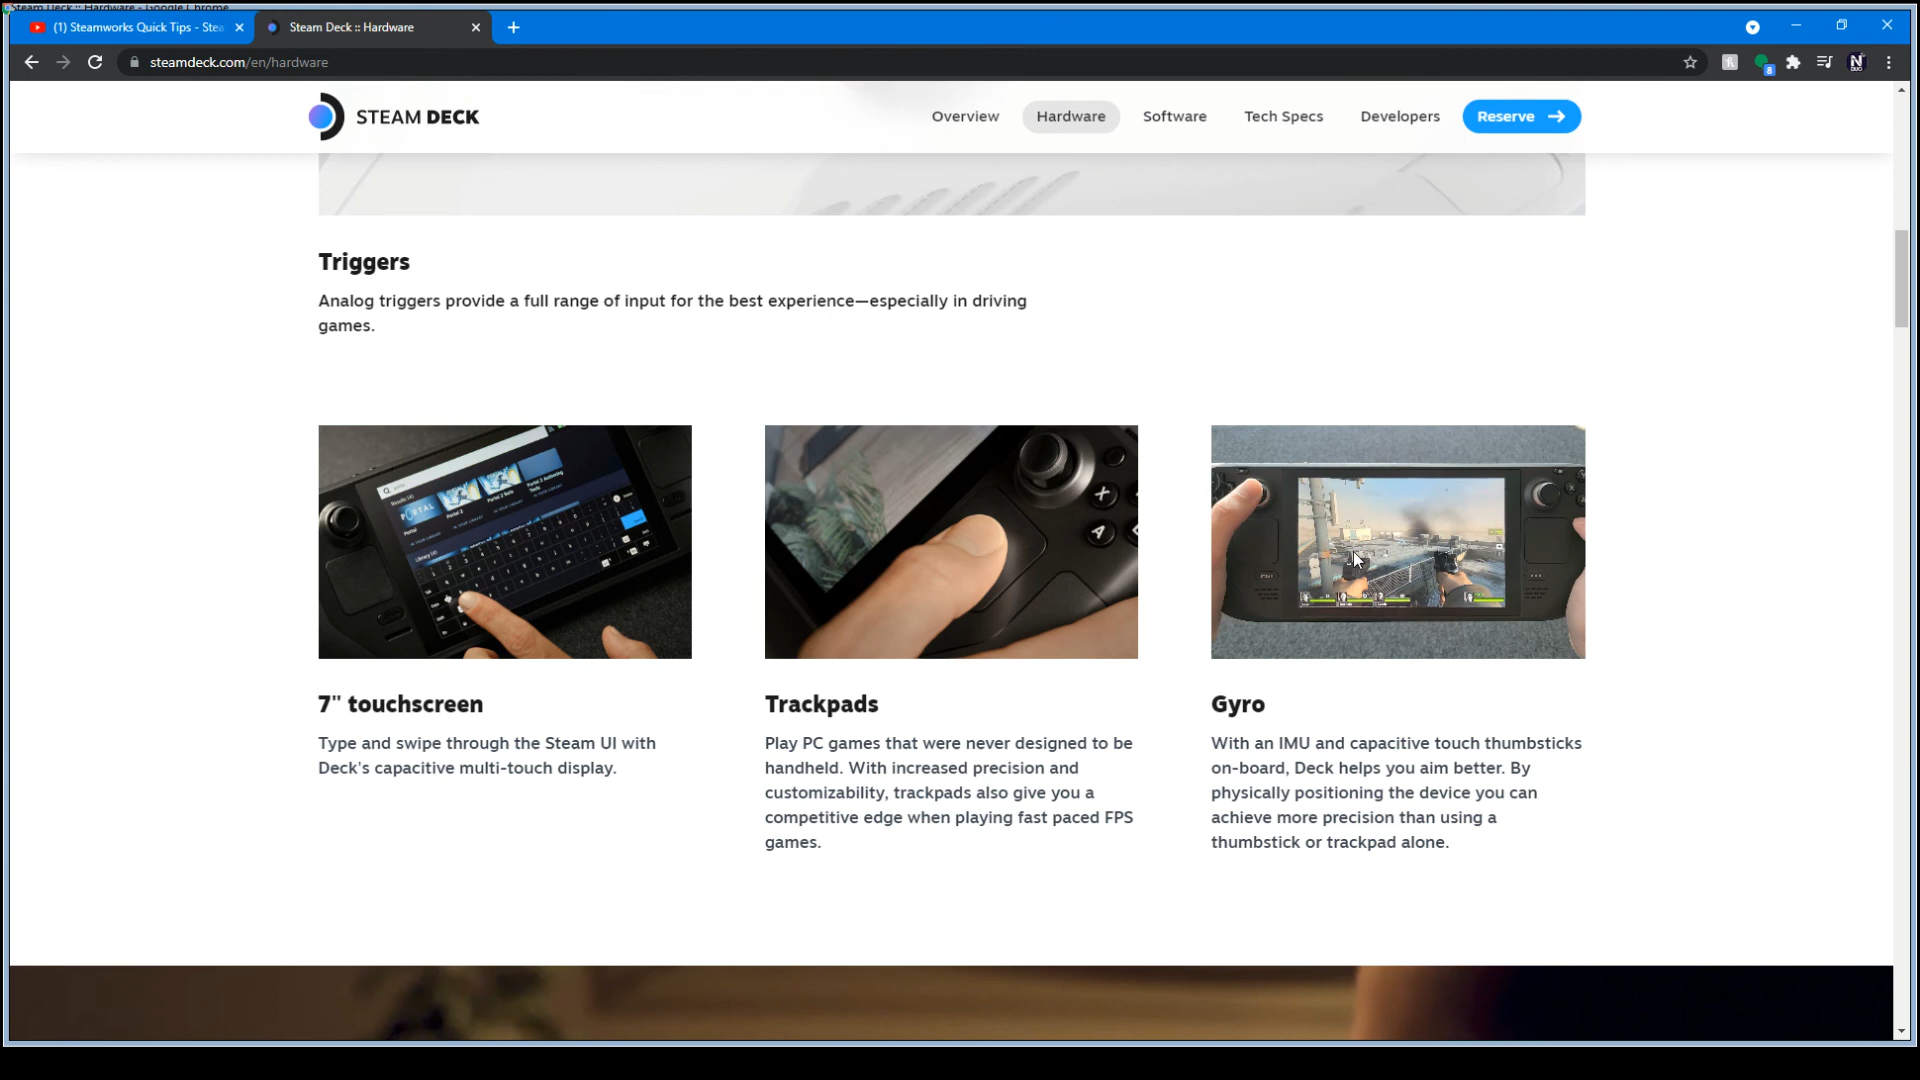 Steam Deck :: Hardware - Google Chrome
(1) Steamworks Quick Tips - Stea
Steam Deck :: Hardware
steamdeck.com/en/hardware
8
STEAM DECK
Overview
Hardware
Software
Tech Specs
Developers
Reserve
Triggers
Analog triggers provide a full range of input for the best experience—especially in driving
games.
PORTAL
X
A
7" touchscreen
Type and swipe through the Steam UI with
Deck's capacitive multi-touch display.
Trackpads
Play PC games that were never designed to be
handheld. With increased precision and
customizability, trackpads also give you a
competitive edge when playing fast paced FPS
games.
Gyro
With an IMU and capacitive touch thumbsticks
on-board, Deck helps you aim better. By
physically positioning the device you can
achieve more precision than using a
thumbstick or trackpad alone.